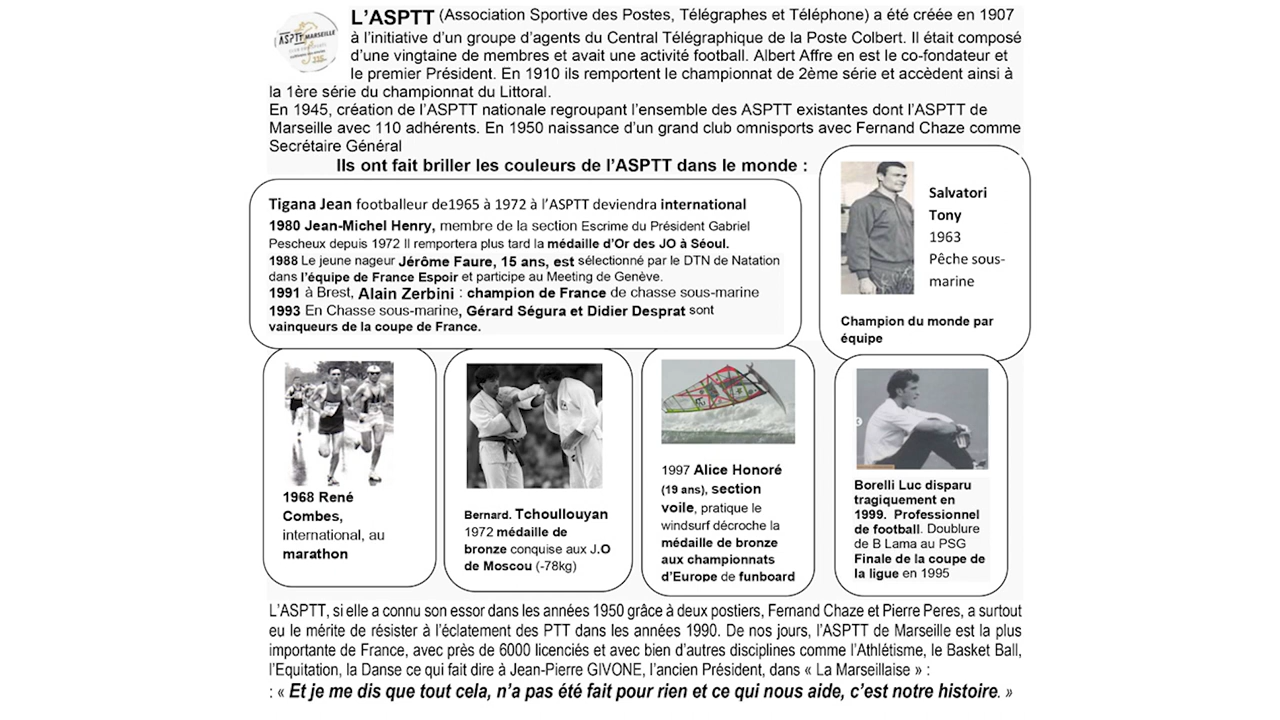 ASPTT MARSEILLE
L'ASPTT (Association Sportive des Postes, Télégraphes et Téléphone) a été créée en 1907
à l'initiative d'un groupe d'agents du Central Télégraphique de la Poste Colbert. Il était composé
d'une vingtaine de membres et avait une activité football. Albert Affre en est le co-fondateur et
le premier Président. En 1910 ils remportent le championnat de 2ème série et accèdent ainsi à
la 1ère série du championnat du Littoral.
En 1945, création de l'ASPTT nationale regroupant l'ensemble des ASPTT existantes dont l'ASPTT de
Marseille avec 110 adhérents. En 1950 naissance d'un grand club omnisports avec Fernand Chaze comme
Secrétaire Général
Ils ont fait briller les couleurs de l'ASPTT dans le monde :
Tigana Jean footballeur de1965 à 1972 à l'ASPTT deviendra international
1980 Jean-Michel Henry, membre de la section Escrime du Président Gabriel
Pescheux depuis 1972 Il remportera plus tard la médaille d'Or des JO à Séoul.
1988 Le jeune nageur Jérôme Faure, 15 ans, est sélectionné par le DTN de Natation
dans l'équipe de France Espoir et participe au Meeting de Genève.
1991 à Brest, Alain Zerbini : champion de France de chasse sous-marine
1993 En Chasse sous-marine, Gérard Ségura et Didier Desprat sont
vainqueurs de la coupe de France.
Salvatori
Tony
1963
Pêche sous-
marine
Champion du monde par
équipe
1968 René
Combes,
international, au
marathon
Bernard. Tchoullouyan
1972 médaille de
bronze conquise aux J.O
de Moscou (-78kg)
1997 Alice Honoré
(19 ans), section
voile, pratique le
windsurf décroche la
médaille de bronze
aux championnats
d'Europe de funboard
Borelli Luc disparu
tragiquement en
1999. Professionnel
de football. Doublure
de B Lama au PSG
Finale de la coupe de
la ligue en 1995
L'ASPTT, si elle a connu son essor dans les années 1950 grâce à deux postiers, Fernand Chaze et Pierre Peres, a surtout
eu le mérite de résister à l'éclatement des PTT dans les années 1990. De nos jours, l'ASPTT de Marseille est la plus
importante de France, avec près de 6000 licenciés et avec bien d'autres disciplines comme l'Athlétisme, le Basket Ball,
l'Equitation, la Danse ce qui fait dire à Jean-Pierre GIVONE, l'ancien Président, dans « La Marseillaise » :
: « Et je me dis que tout cela, n'a pas été fait pour rien et ce qui nous aide, c'est notre histoire. »